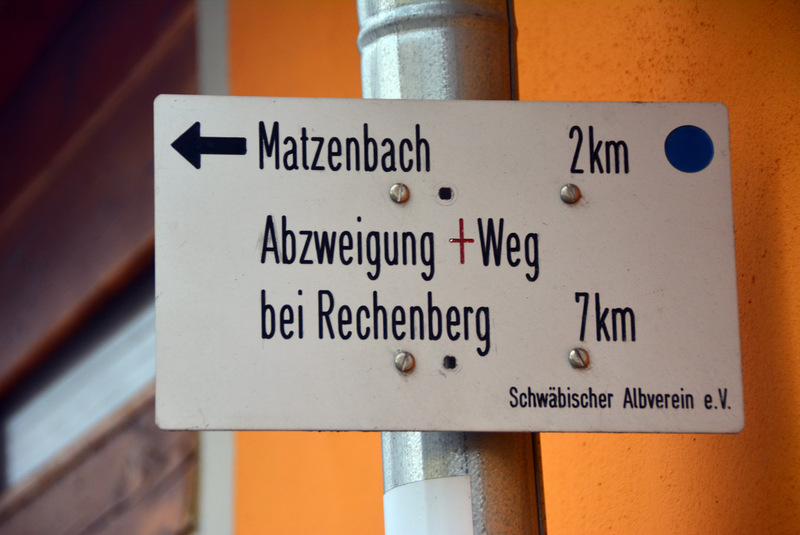 Matzenbach 2km
Abzweigung + Weg
bei Rechenberg 7km
Schwäbischer Albverein e.V.